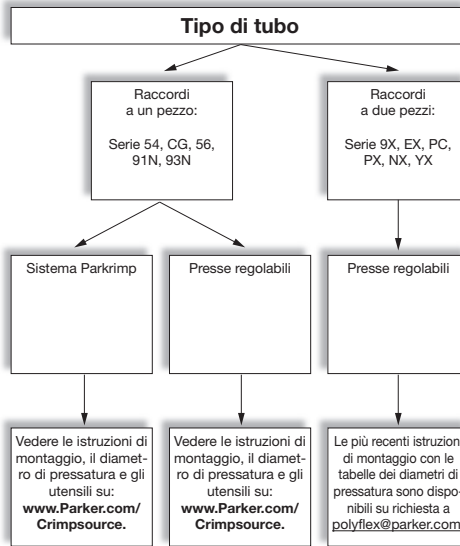 Tipo di tubo
Raccordi
a un pezzo:
Serie 54, CG, 56,
91N, 93N
Raccordi
a due pezzi:
Serie 9X, EX, PC,
PX, NX, YX
Sistema Parkrimp
Presse regolabili
Presse regolabili
Vedere le istruzioni di
montaggio, il diamet-
ro di pressatura e gli
utensili su:
www.Parker.com/
Crimpsource.
Vedere le istruzioni di
montaggio, il diamet-
ro di pressatura e gli
utensili su:
www.Parker.com/
Crimpsource.
Le più recenti istruzion
di montaggio con le
tabelle dei diametri di
pressatura sono dispo-
nibili su richiesta a
polyflex@parker.com